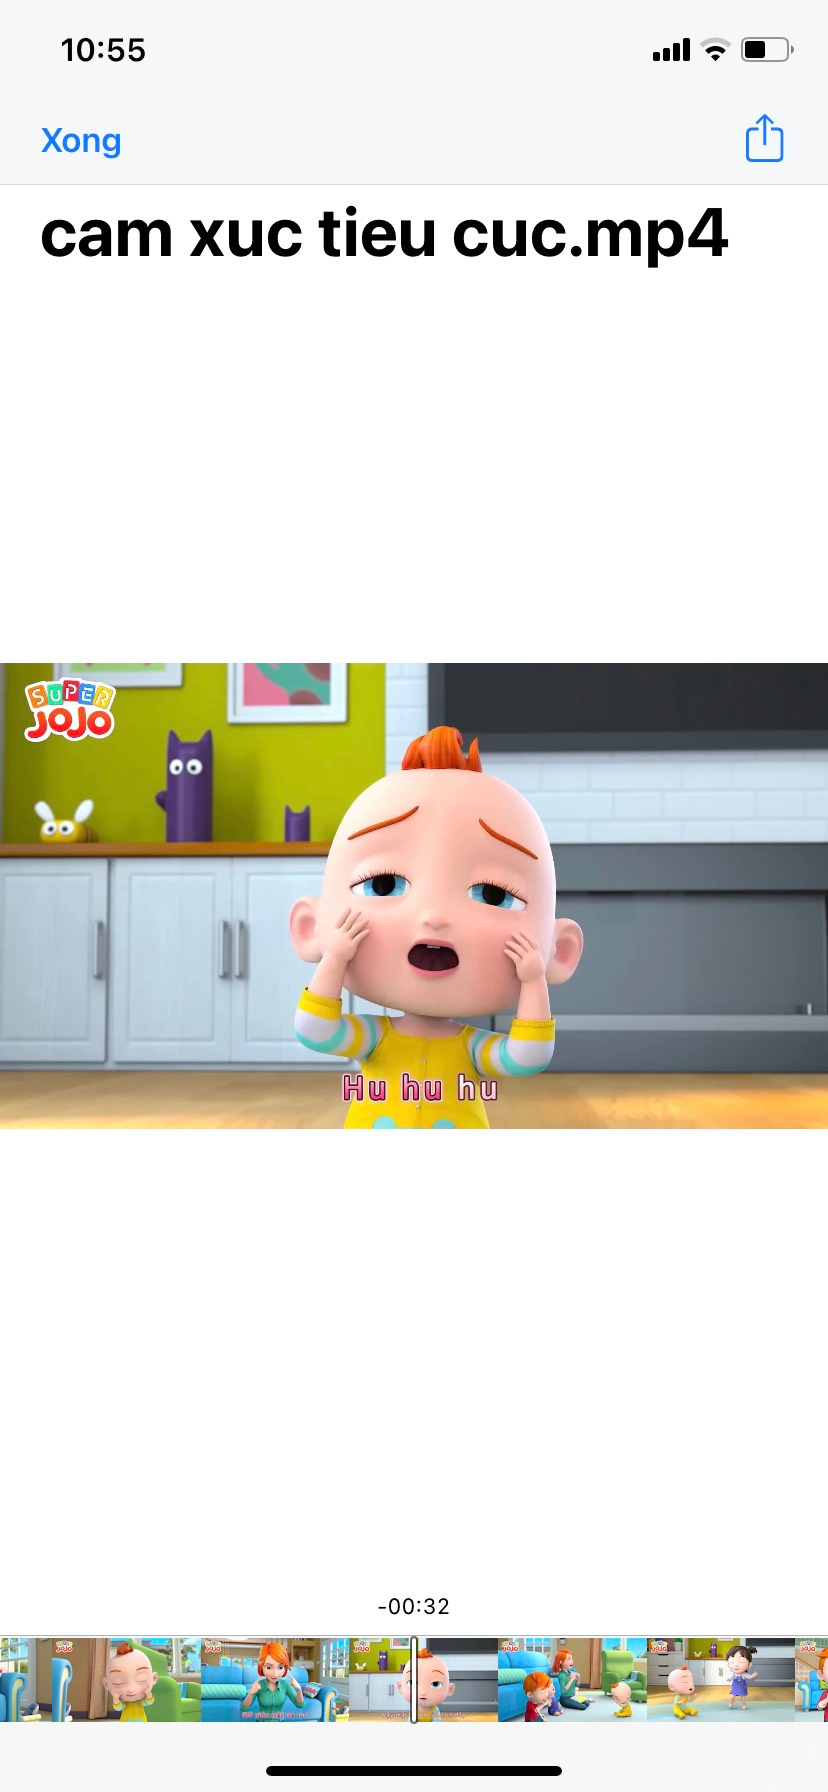 10:55
Xong
cam xuc tieu cuc.mp4
SUPER
JOJO
Hu hu hu
-00:32